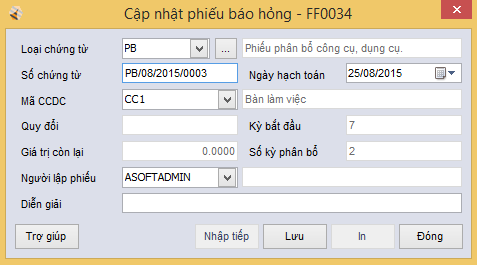 Cập nhật phiếu báo hỏng - FF0034
Loại chứng từ PB ... Phiếu phân bổ công cụ, dụng cụ.
Số chứng từ PB/08/2015/0003 Ngày hạch toán 25/08/2015
Mã CCDC CC1 Bàn làm việc
Quy đổi Kỳ bắt đầu 7
Giá trị còn lại 0.0000 Số kỳ phân bổ 2
Người lập phiếu ASOFTADMIN
Diễn giải
Trợ giúp Nhập tiếp Lưu In Đóng